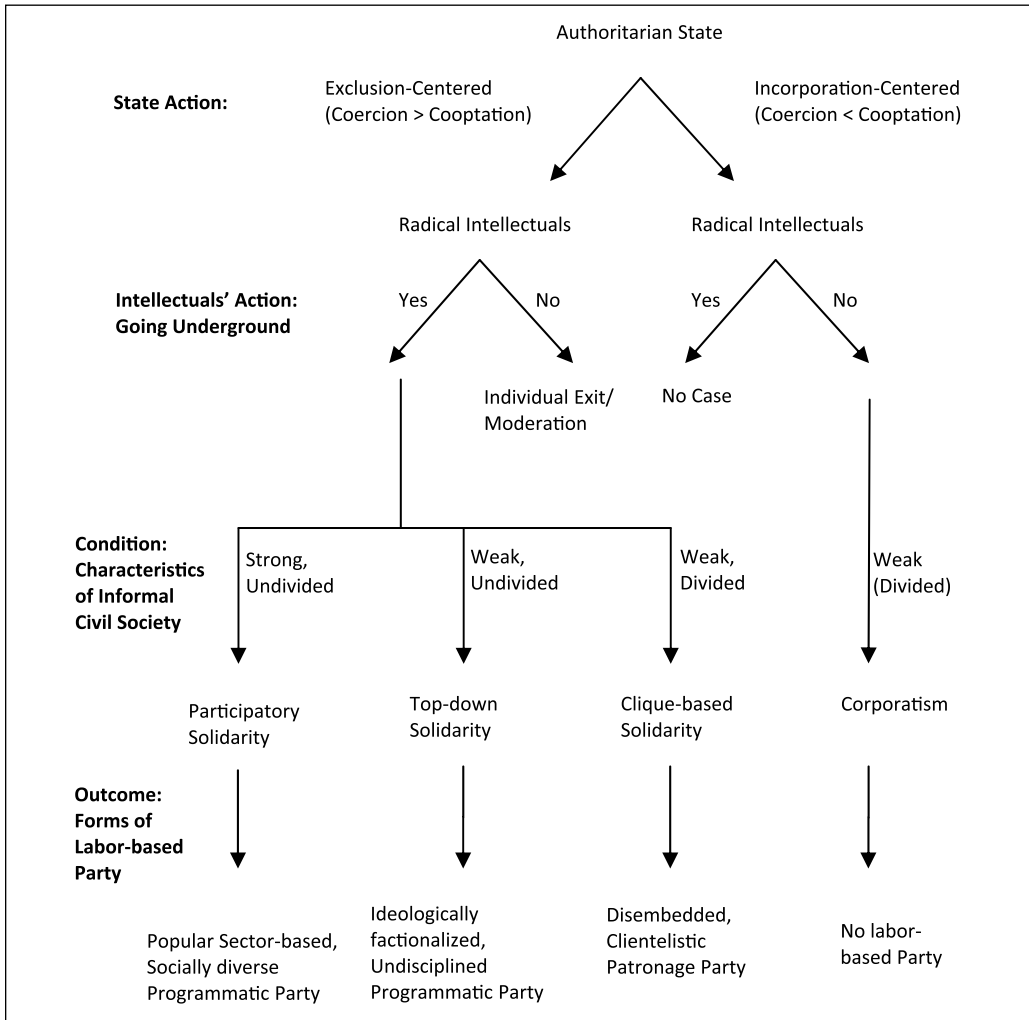 Authoritarian State
State Action:
Exclusion-Centered
(Coercion > Cooptation)
Incorporation-Centered
(Coercion < Cooptation)
Radical Intellectuals
Radical Intellectuals
Intellectuals’ Action:
Going Underground
Yes
No
Yes
No
Individual Exit/
Moderation
No Case
Condition:
Characteristics
of Informal
Civil Society
Strong,
Undivided
Weak,
Undivided
Weak,
Divided
Weak
(Divided)
Participatory
Solidarity
Top-down
Solidarity
Clique-based
Solidarity
Corporatism
Outcome:
Forms of
Labor-based
Party
Popular Sector-based,
Socially diverse
Programmatic Party
Ideologically
factionalized,
Undisciplined
Programmatic Party
Disembedded,
Clientelistic
Patronage Party
No labor-
based Party